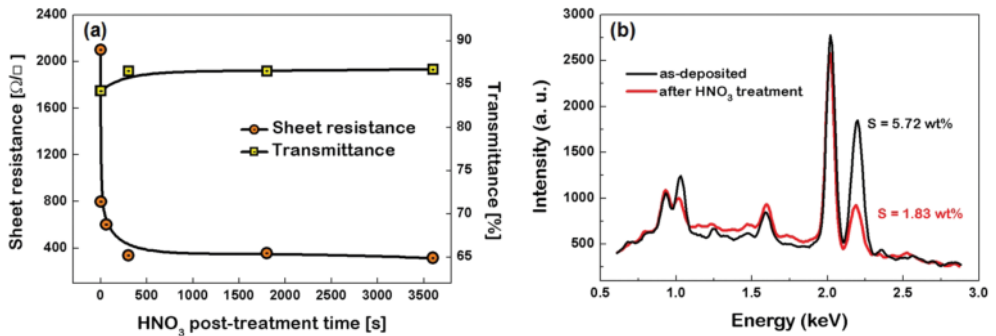 (a)
Sheet resistance [Ω/□]
2400
2000
1600
1200
800
400
Sheet resistance
Transmittance
90
85
80
75
70
65
Transmittance [%]
0 500 1000 1500 2000 2500 3000 3500
HNO3 post-treatment time [s]
(b)
Intensity (a. u.)
3000
2500
2000
1500
1000
500
as-deposited
after HNO3 treatment
S = 5.72 wt%
S = 1.83 wt%
0.5 1.0 1.5 2.0 2.5 3.0
Energy (keV)